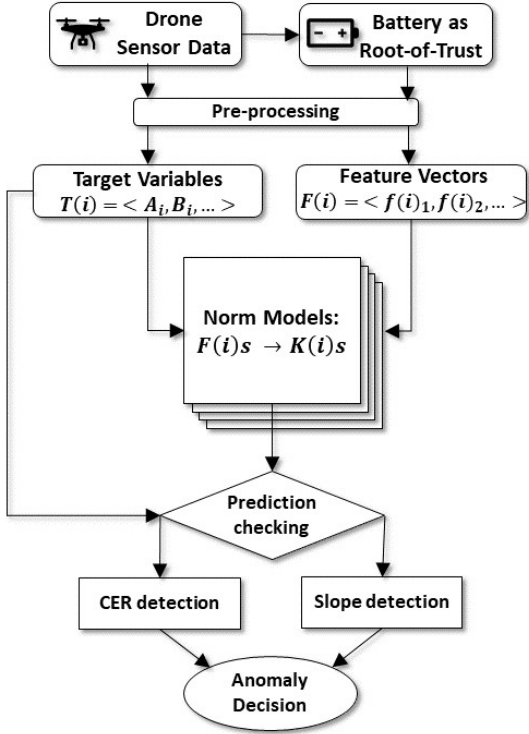 Drone
Sensor Data
Battery as
Root-of-Trust
Pre-processing
Target Variables
T(i) = < A_i, B_i, ... >
Feature Vectors
F(i) = < f(i)_1, f(i)_2, ... >
Norm Models:
F(i)s → K(i)s
Prediction
checking
CER detection
Slope detection
Anomaly
Decision